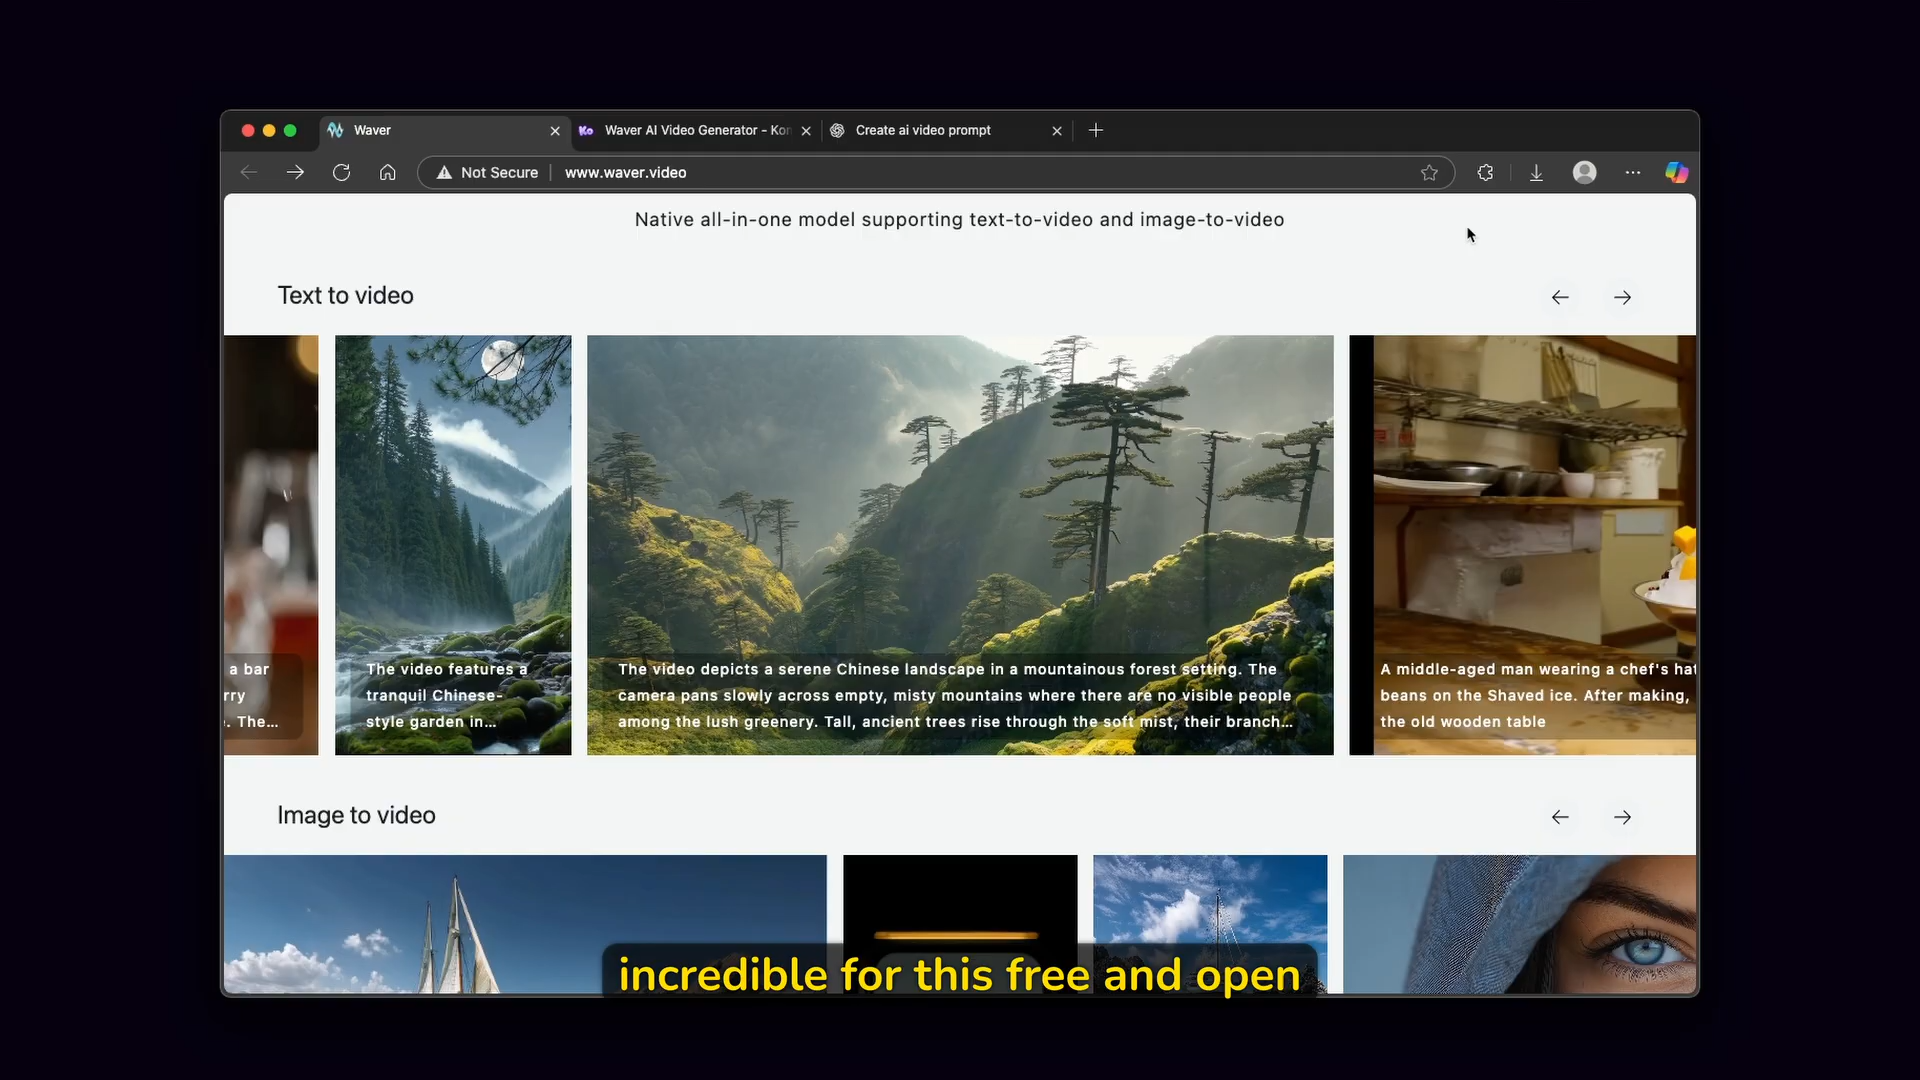 Waver
Ko Waver AI Video Generator - Kor
Create ai video prompt
Not Secure
www.waver.video
Native all-in-one model supporting text-to-video and image-to-video
Text to video
a bar
rry
. The...
The video features a
tranquil Chinese-
style garden in...
The video depicts a serene Chinese landscape in a mountainous forest setting. The
camera pans slowly across empty, misty mountains where there are no visible people
among the lush greenery. Tall, ancient trees rise through the soft mist, their branch...
A middle-aged man wearing a chef's hat
beans on the Shaved ice. After making,
the old wooden table
Image to video
incredible for this free and open